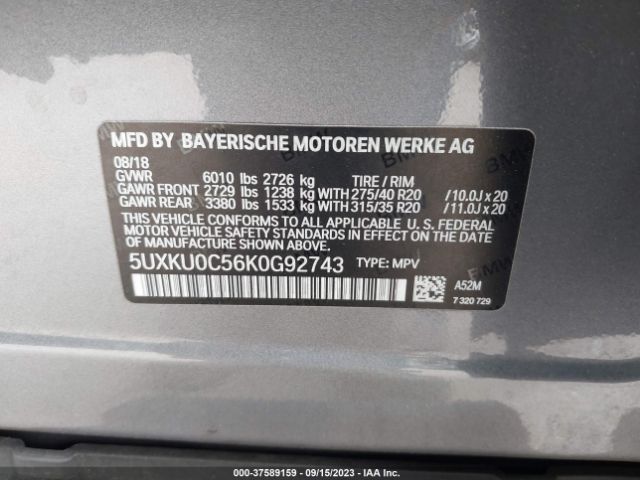 MFD BY BAYERISCHE MOTOREN WERKE AG
08/18
GVWR 6010 lbs 2726 kg TIRE / RIM
GAWR FRONT 2729 lbs 1238 kg WITH 275/40 R20 /10.0J x 20
GAWR REAR 3380 lbs 1533 kg WITH 315/35 R20 /11.0J x 20
THIS VEHICLE CONFORMS TO ALL APPLICABLE U.S. FEDERAL
MOTOR VEHICLE SAFETY STANDARDS IN EFFECT
ON THE DATE OF MANUFACTURE SHOWN ABOVE.
5UXKU0C56K0G92743 TYPE: MPV
A52M
7 320 729
000-37589159 - 09/15/2023 - IAA Inc.